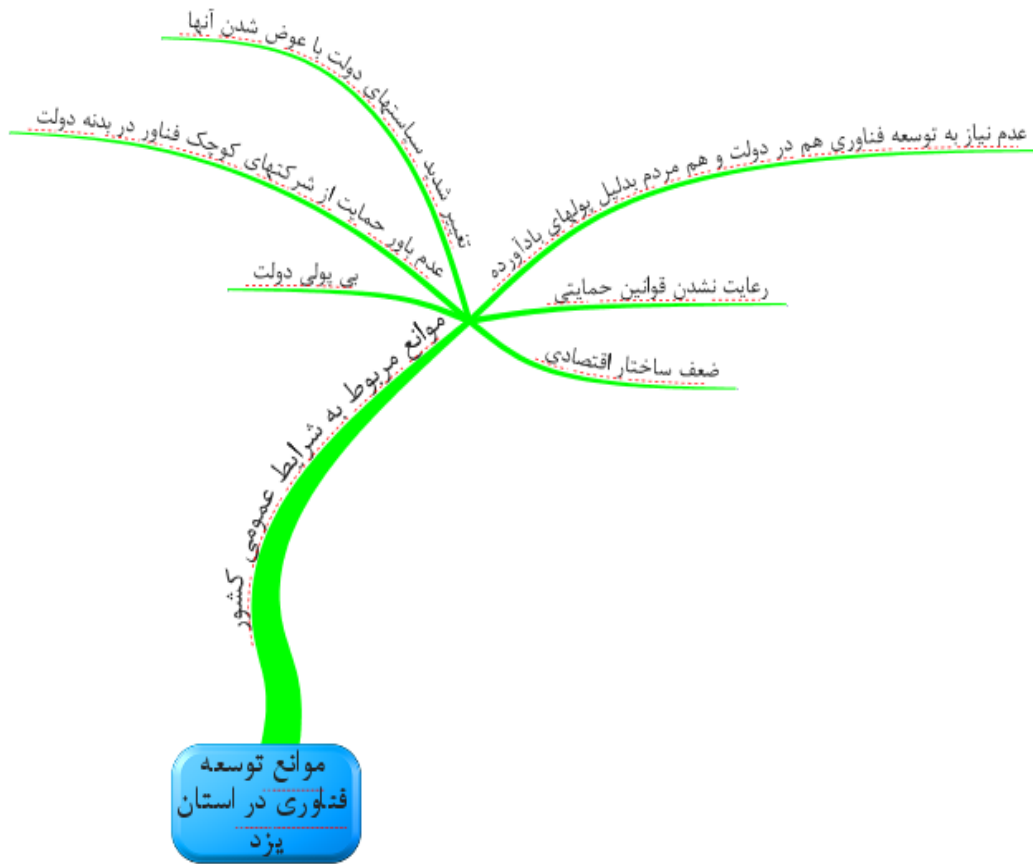 تغییر شدید سیاستهای دولت با عوض شدن آنها
عدم باور حمایت از شرکتهای کوچک فناور در بدنه دولت
عدم نیاز به توسعه فناوری هم در دولت و هم مردم بدلیل پولهای بادآورده
بی پولی دولت
رعایت نشدن قوانین حمایتی
ضعف ساختار اقتصادی
موانع مربوط به شرایط عمومی کشور
موانع توسعه
فناوری در استان
یزد